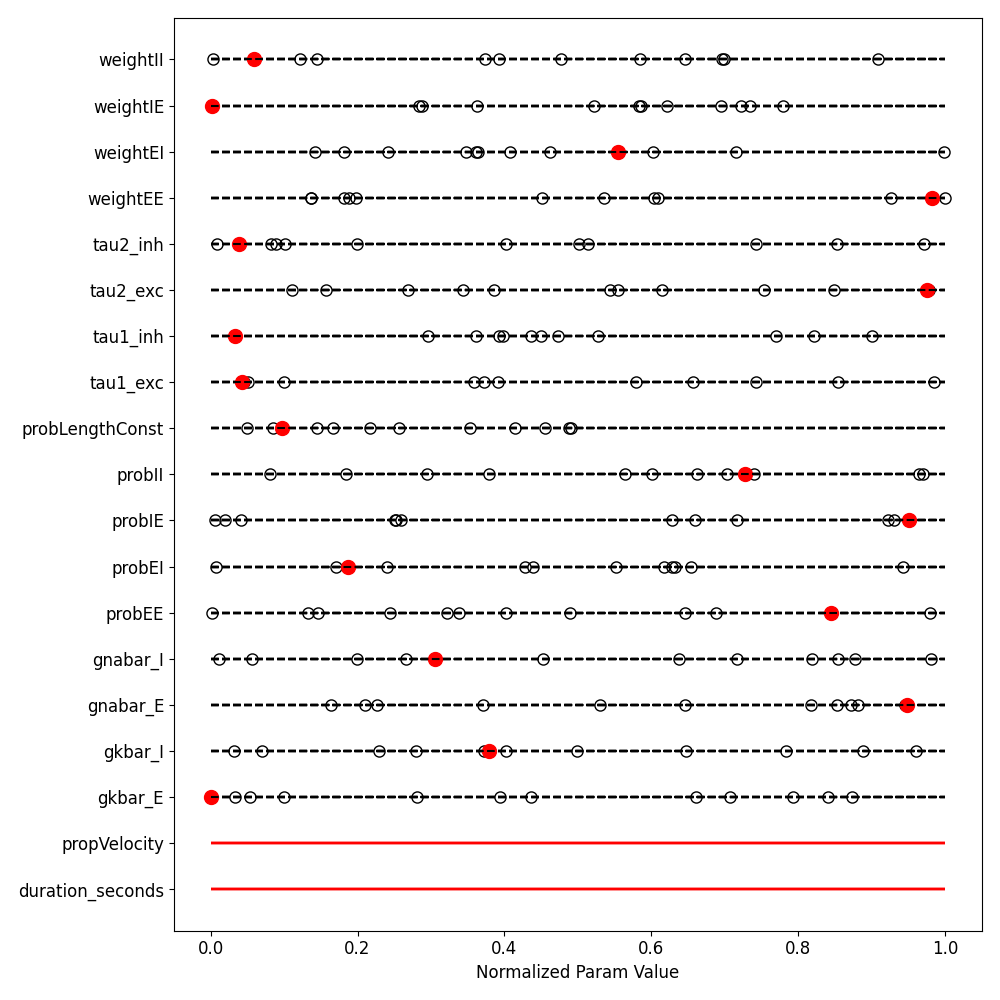 weightII
weightIE
weightEI
weightEE
tau2_inh
tau2_exc
tau1_inh
tau1_exc
probLengthConst
probII
probIE
probEI
probEE
gnabar_I
gnabar_E
gkbar_I
gkbar_E
propVelocity
duration_seconds
0.0 0.2 0.4 0.6 0.8 1.0
Normalized Param Value